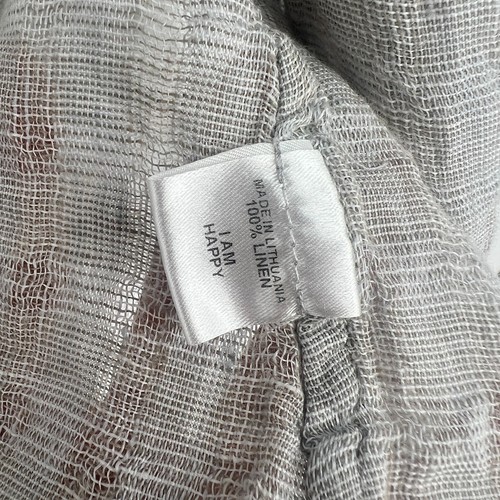 MADE IN LITHUANIA
100% LINEN
I AM
HAPPY